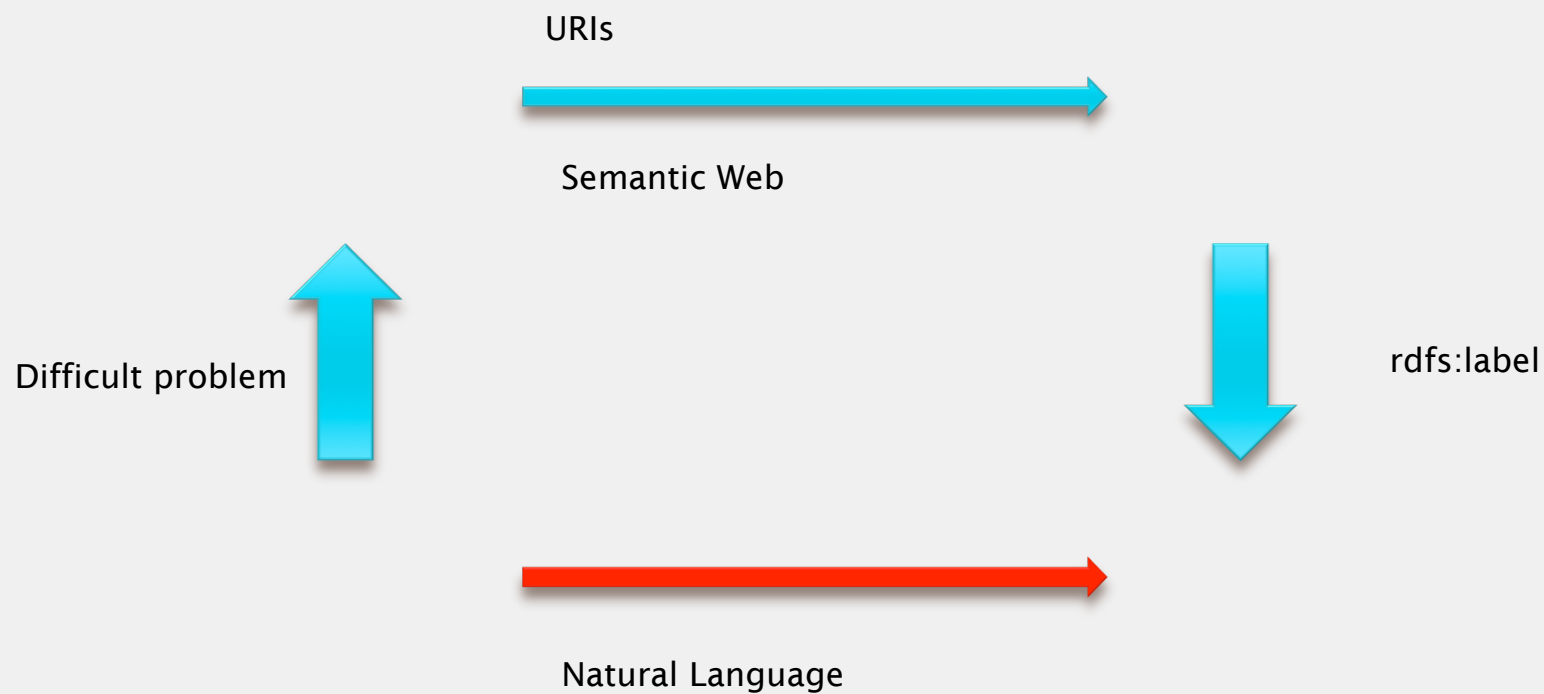 URIs
Semantic Web
Difficult problem
rdfs:label
Natural Language